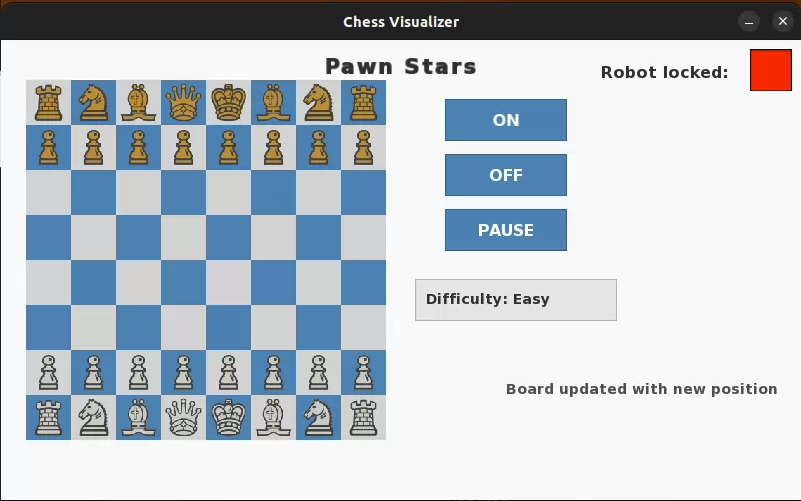 Chess Visualizer
Pawn Stars
Robot locked:
ON
OFF
PAUSE
Difficulty: Easy
Board updated with new position